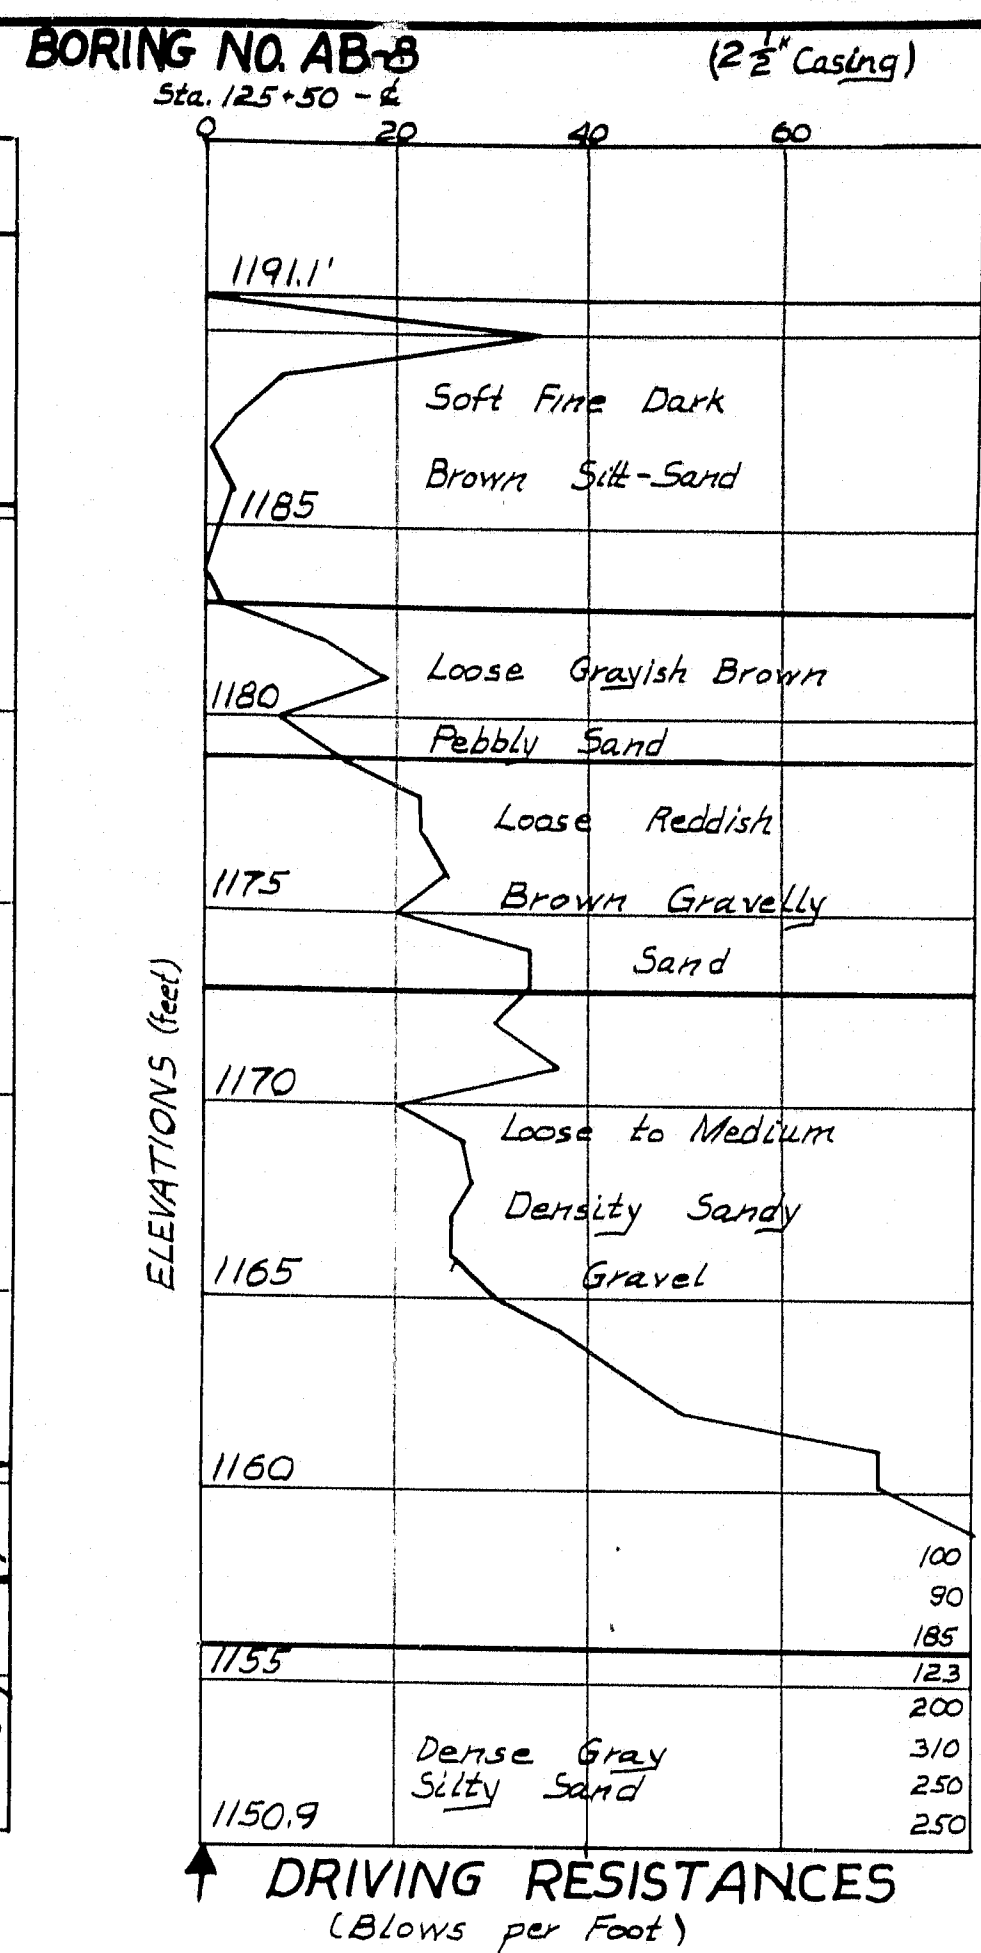 BORING NO. AB-8
(2 1/2" Casing)
Sta. 125+50 - ℄
0 20 40 60
1191.1'
Soft Fine Dark
Brown Silt-Sand
1185
Loose Grayish Brown
1180
Pebbly Sand
Loose Reddish
1175
Brown Gravelly
Sand
ELEVATIONS (feet)
1170
Loose to Medium
Density Sandy
1165
Gravel
1160
100
90
185
1155
123
200
Dense Gray
310
Silty Sand
250
1150.9
250
DRIVING RESISTANCES
(Blows per Foot)